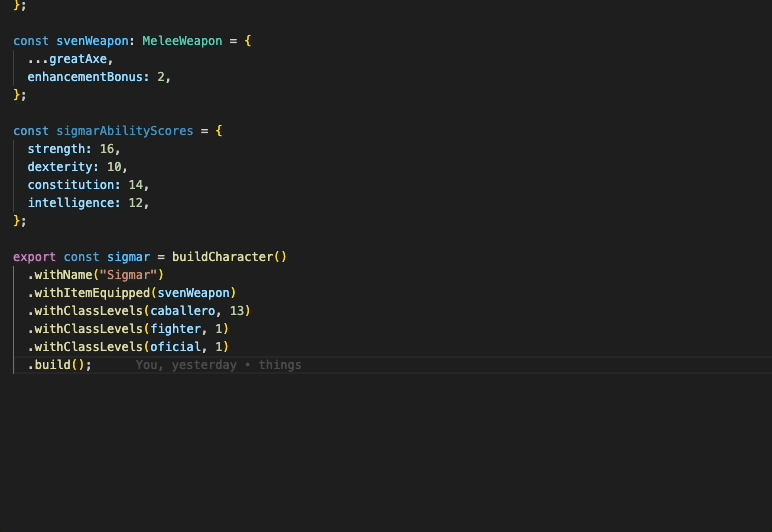 };
const svenWeapon: MeleeWeapon = {
...greatAxe,
enhancementBonus: 2,
};
const sigmarAbilityScores = {
strength: 16,
dexterity: 10,
constitution: 14,
intelligence: 12,
};
export const sigmar = buildCharacter()
.withName("Sigmar")
.withItemEquipped(svenWeapon)
.withClassLevels(caballero, 13)
.withClassLevels(fighter, 1)
.withClassLevels(oficial, 1)
.build(); You, yesterday • things